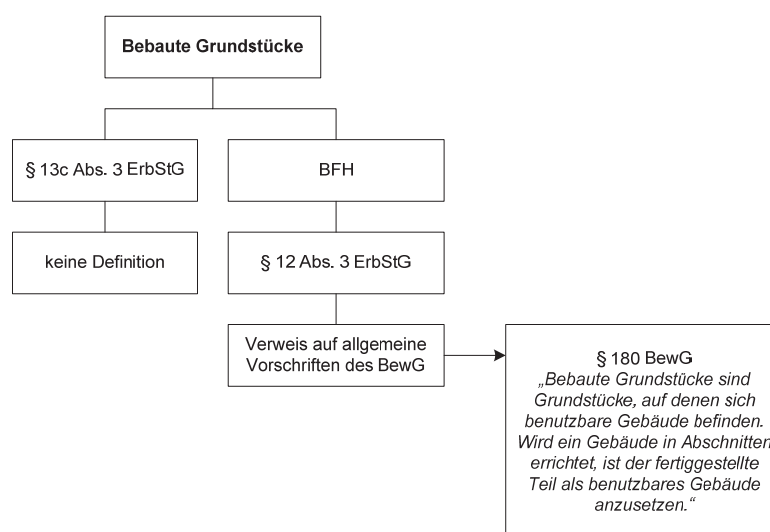 Bebaute Grundstücke
§ 13c Abs. 3 ErbStG
BFH
keine Definition
§ 12 Abs. 3 ErbStG
Verweis auf allgemeine
Vorschriften des BewG
§ 180 BewG
„Bebaute Grundstücke sind
Grundstücke, auf denen sich
benutzbare Gebäude befinden.
Wird ein Gebäude in Abschnitten
errichtet, ist der fertiggestellte
Teil als benutzbares Gebäude
anzusetzen.“